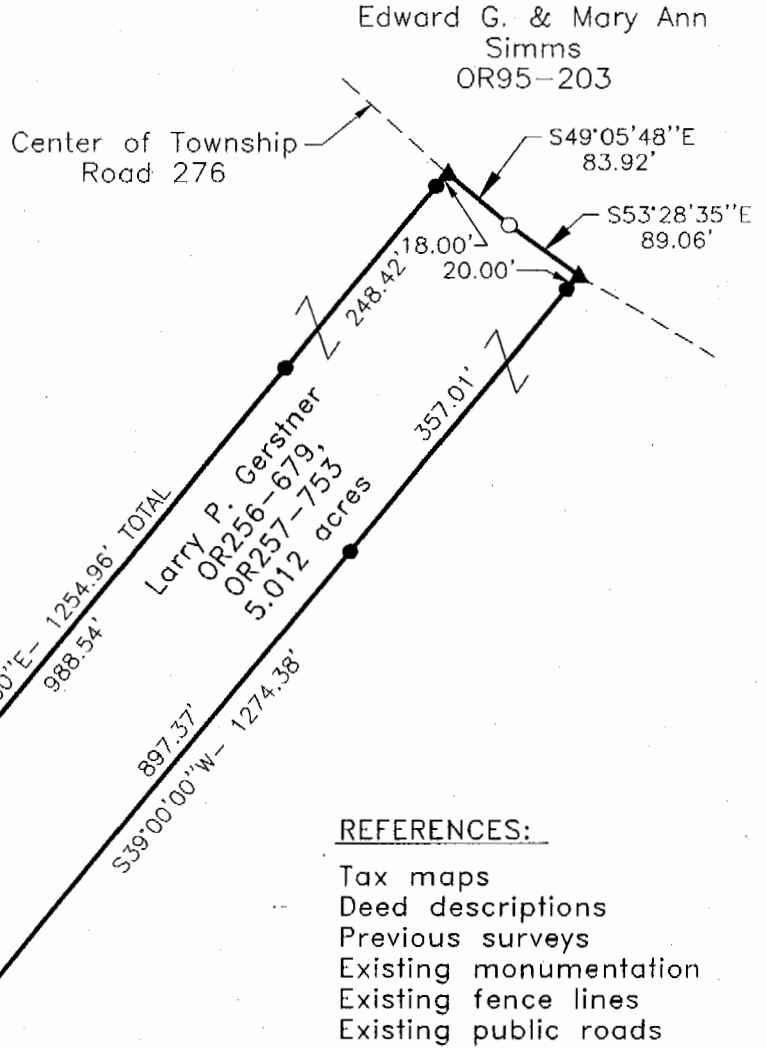 Edward G. & Mary Ann
Simms
OR95-203
Center of Township
Road 276
S49°05'48"E
83.92'
S53°28'35"E
89.06'
18.00'
20.00'
248.42'
357.01'
Larry P. Gerstner
OR256-679,
OR257-753
5.012 acres
00"E- 1254.96' TOTAL
988.54'
897.37'
S39°00'00"W- 1274.38'
REFERENCES:
Tax maps
Deed descriptions
Previous surveys
Existing monumentation
Existing fence lines
Existing public roads